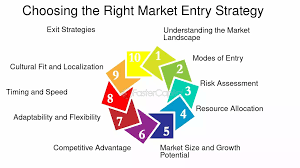 Choosing the Right Market Entry Strategy
Exit Strategies
Understanding the Market
Landscape
Cultural Fit and Localization
Modes of Entry
Timing and Speed
Risk Assessment
Adaptability and Flexibility
Resource Allocation
Competitive Advantage
Market Size and Growth
Potential
10
1
2
3
4
5
6
7
8
9